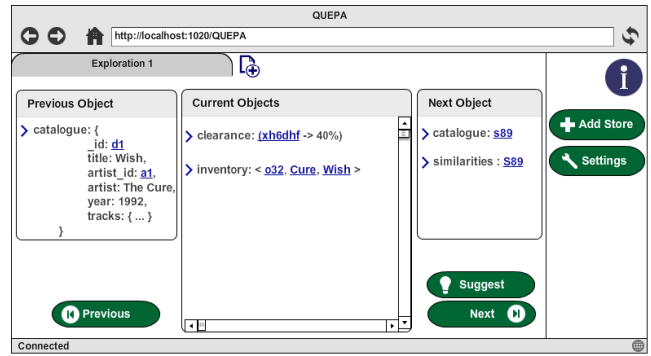 QUEPA
http://localhost:1020/QUEPA
Exploration 1
Previous Object
catalogue: {
_id: d1
title: Wish,
artist_id: a1,
artist: The Cure,
year: 1992,
tracks: { ... }
}
Previous
Current Objects
clearance: (xh6dhf -> 40%)
inventory: < o32, Cure, Wish >
Next Object
catalogue: s89
similarities : S89
Suggest
Next
i
Add Store
Settings
Connected